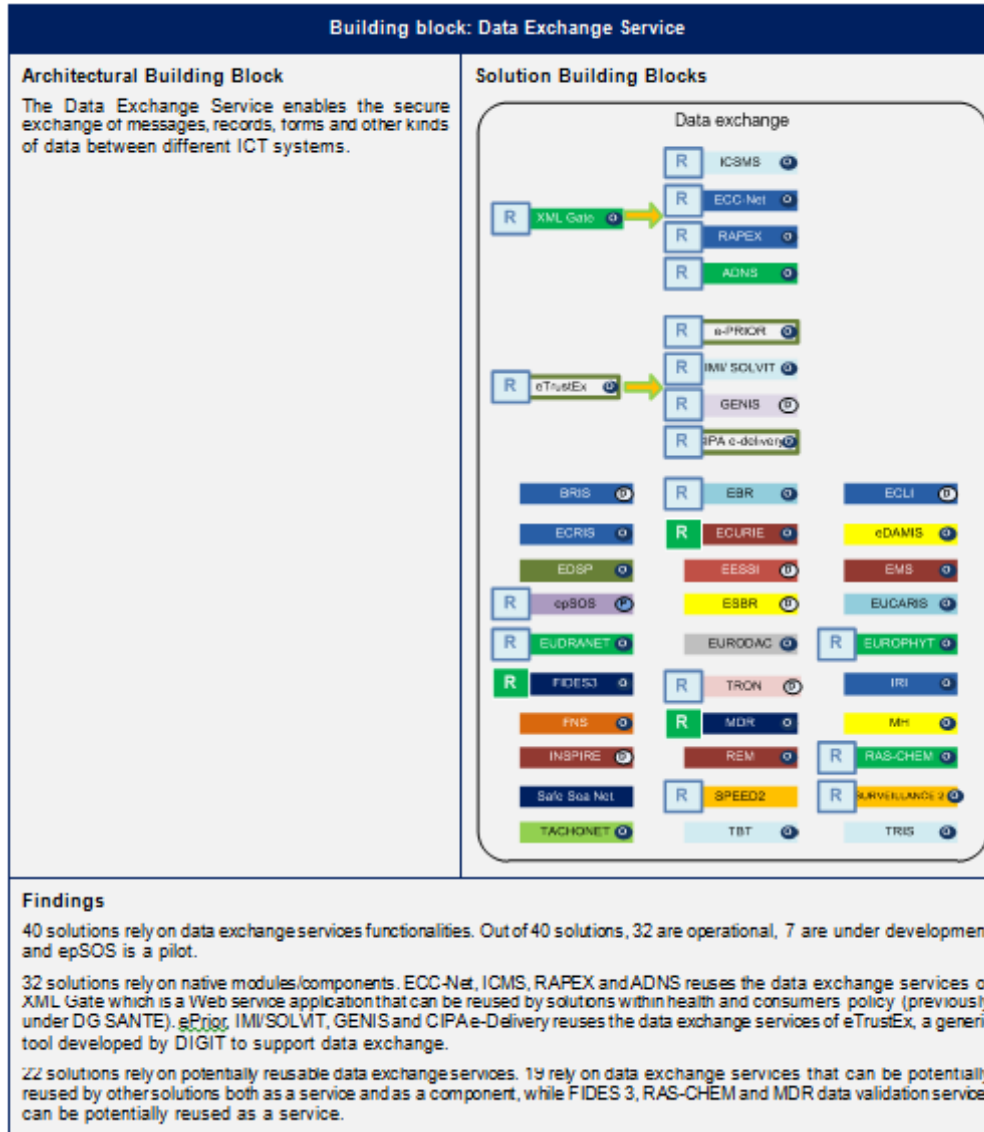 Building block: Data Exchange Service
Architectural Building Block
The Data Exchange Service enables the secure
exchange of messages, records, forms and other kinds
of data between different ICT systems.
Solution Building Blocks
Data exchange
R ICSMS O
R ECC-Net O
R XML Gate O
R RAPEX O
R ADNS O
R e-PRIOR O
R IMI/ SOLVIT O
R eTrustEx O
R GENIS D
R IPA e-delivery O
BRIS D R EBR O ECLI D
ECRIS O R ECURIE O eDAMIS O
EDSP O EESSI D EMS O
R epSOS P ESBR D EUCARIS O
R EUDRANET O EURODAC O R EUROPHYT O
R FIDES3 O R TRON D IRI O
FNS O R MDR O MH O
INSPIRE D REM O R RAS-CHEM O
Safe Sea Net R SPEED2 R SURVEILLANCE 2 O
TACHONET O TBT O TRIS O
Findings
40 solutions rely on data exchange services functionalities. Out of 40 solutions, 32 are operational, 7 are under developmen
and epSOS is a pilot.
32 solutions rely on native modules/components. ECC-Net, ICMS, RAPEX and ADNS reuses the data exchange services o
XML Gate which is a Web service application that can be reused by solutions within health and consumers policy (previously
under DG SANTE). ePrior, IMI/SOLVIT, GENIS and CIPA e-Delivery reuses the data exchange services of eTrustEx, a generi
tool developed by DIGIT to support data exchange.
22 solutions rely on potentially reusable data exchange services. 19 rely on data exchange services that can be potentially
reused by other solutions both as a service and as a component, while FIDES 3, RAS-CHEM and MDR data validation service
can be potentially reused as a service.